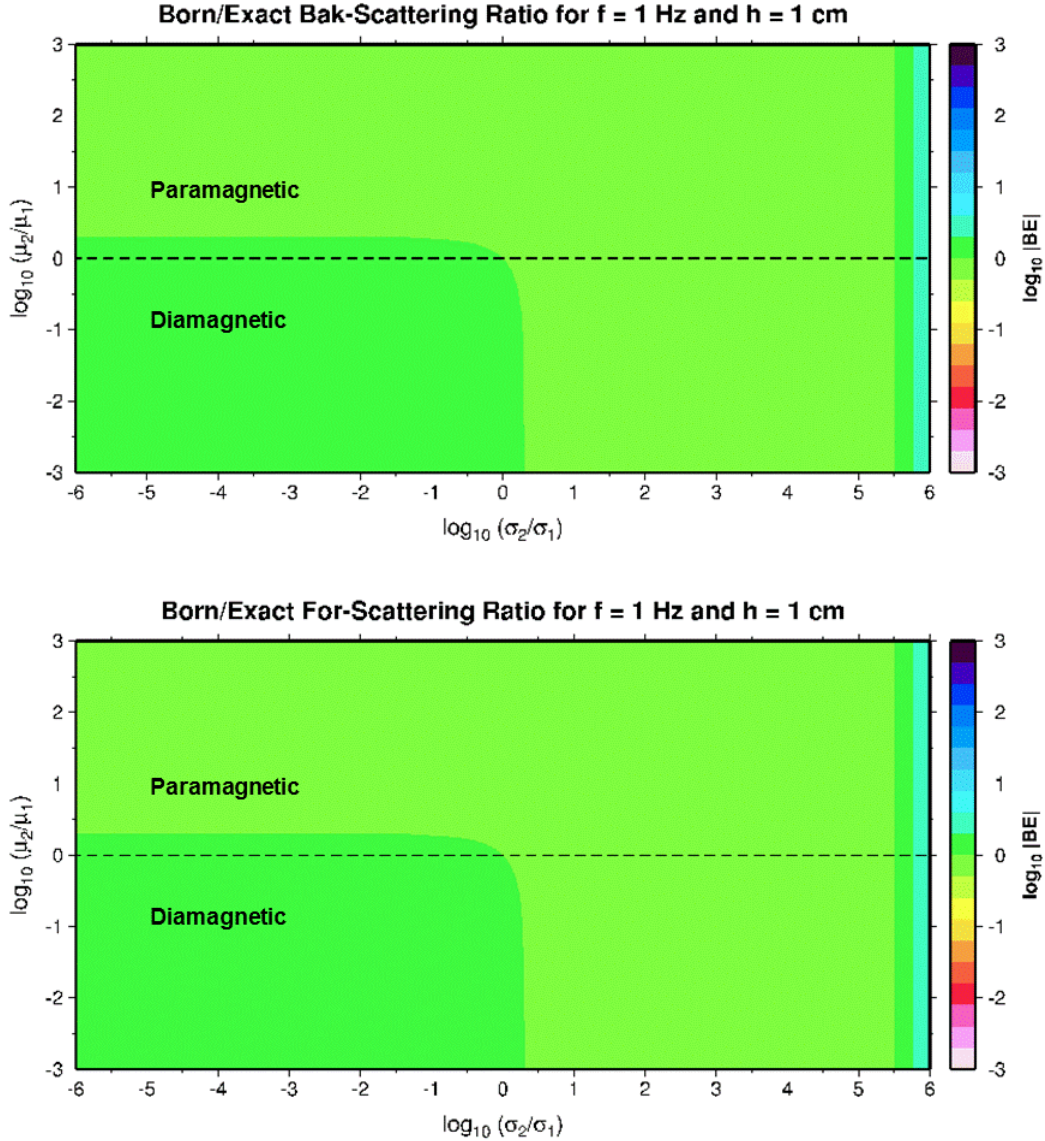 Born/Exact Bak-Scattering Ratio for f = 1 Hz and h = 1 cm
3
2
1
0
-1
-2
-3
log10 (μ2/μ1)
Paramagnetic
Diamagnetic
-6 -5 -4 -3 -2 -1 0 1 2 3 4 5 6
log10 (σ2/σ1)
3
2
1
0
-1
-2
-3
log10 |BE|
Born/Exact For-Scattering Ratio for f = 1 Hz and h = 1 cm
3
2
1
0
-1
-2
-3
log10 (μ2/μ1)
Paramagnetic
Diamagnetic
-6 -5 -4 -3 -2 -1 0 1 2 3 4 5 6
log10 (σ2/σ1)
3
2
1
0
-1
-2
-3
log10 |BE|